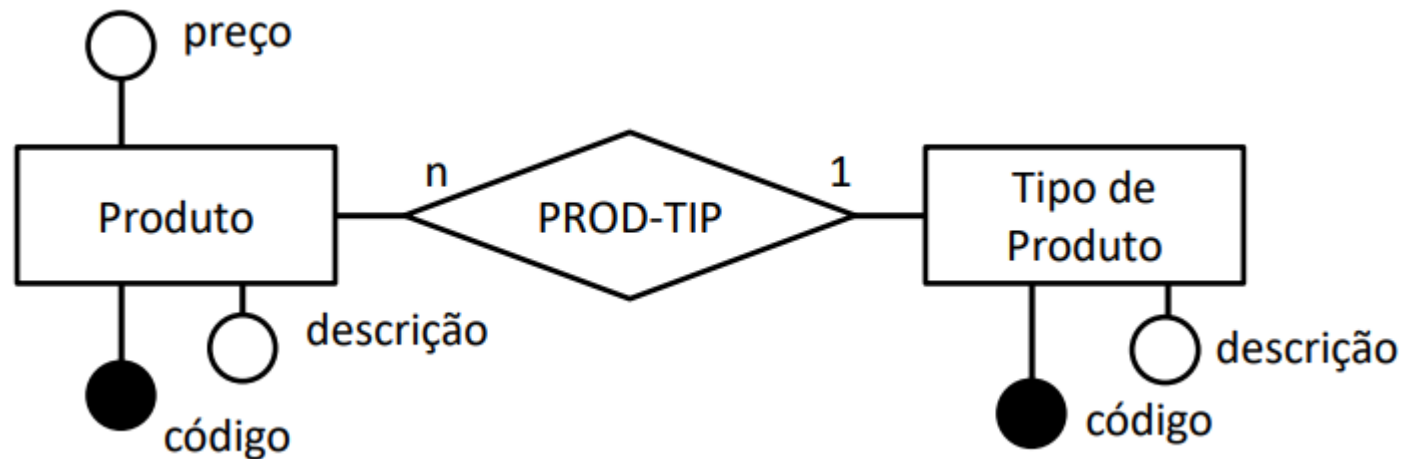 preço
Produto
n
PROD-TIP
1
Tipo de
Produto
descrição
código
descrição
código